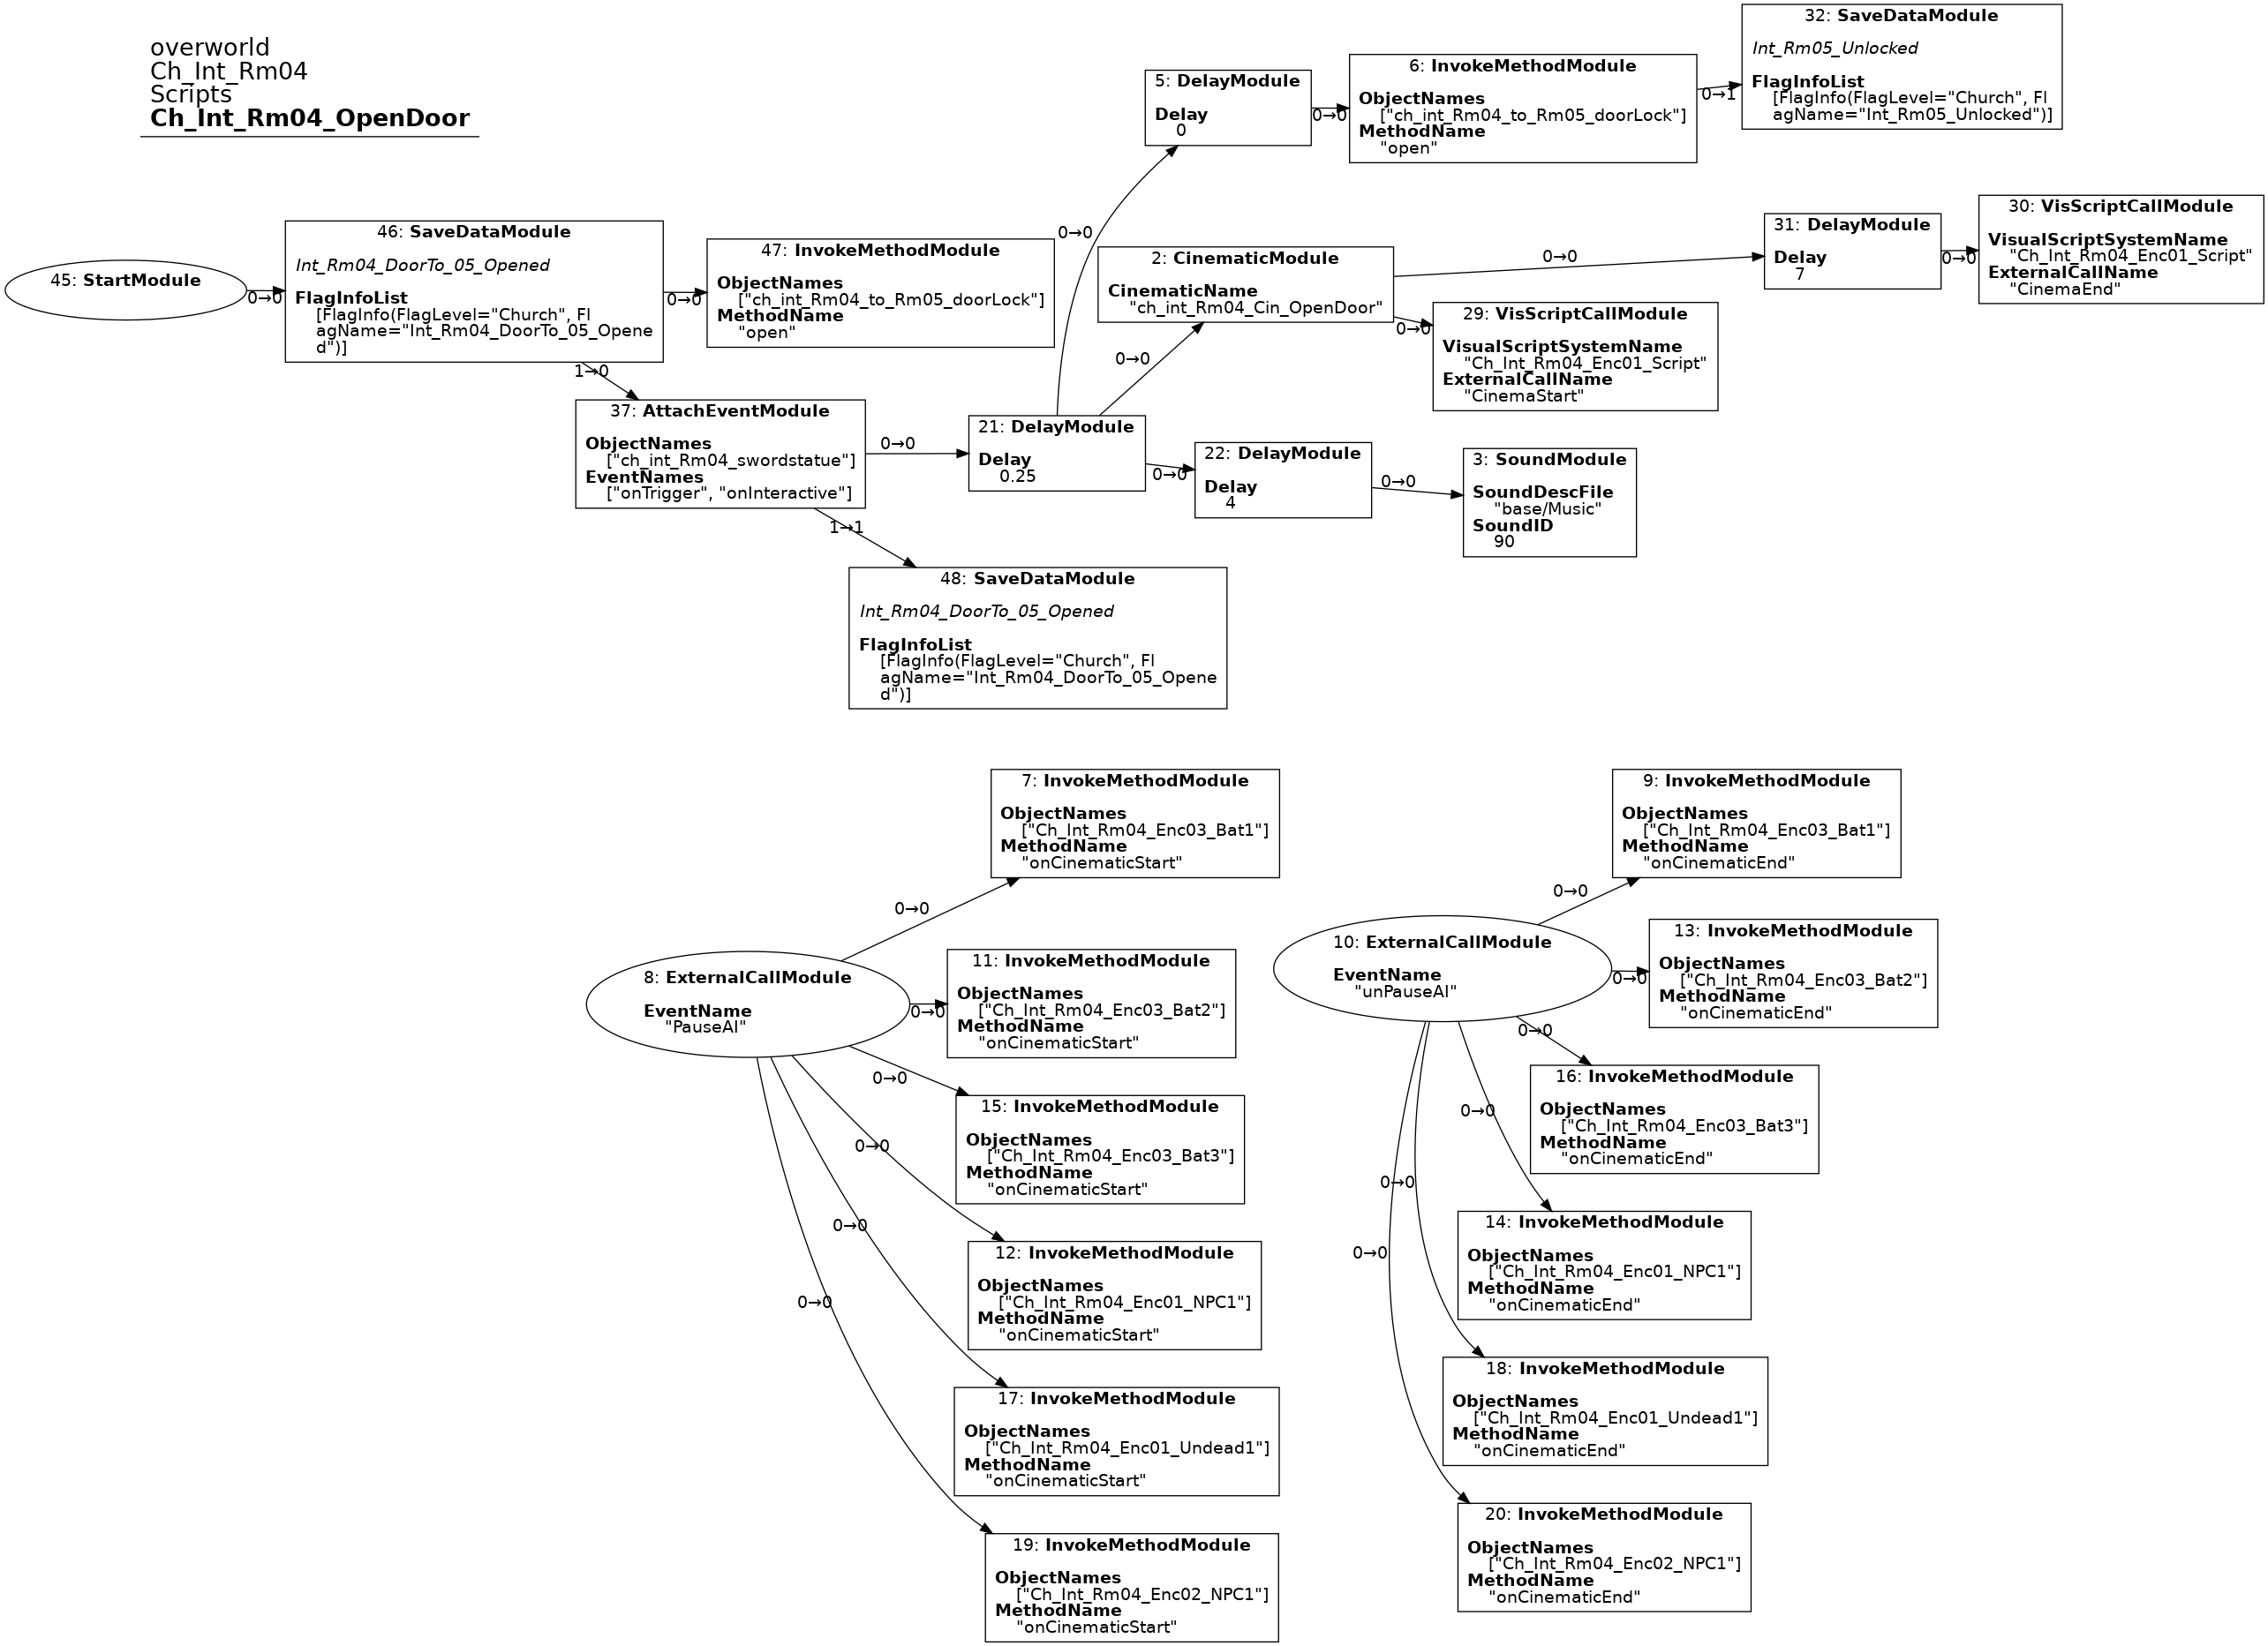 overworld
Ch_Int_Rm04
Scripts
Ch_Int_Rm04_OpenDoor
45: StartModule
0→0
46: SaveDataModule
Int_Rm04_DoorTo_05_Opened
FlagInfoList
[FlagInfo(FlagLevel="Church", Fl
agName="Int_Rm04_DoorTo_05_Opene
d")]
0→0
47: InvokeMethodModule
ObjectNames
["ch_int_Rm04_to_Rm05_doorLock"]
MethodName
"open"
1→0
37: AttachEventModule
ObjectNames
["ch_int_Rm04_swordstatue"]
EventNames
["onTrigger", "onInteractive"]
0→0
21: DelayModule
Delay
0.25
0→0
5: DelayModule
Delay
0
0→0
6: InvokeMethodModule
ObjectNames
["ch_int_Rm04_to_Rm05_doorLock"]
MethodName
"open"
0→1
32: SaveDataModule
Int_Rm05_Unlocked
FlagInfoList
[FlagInfo(FlagLevel="Church", Fl
agName="Int_Rm05_Unlocked")]
0→0
2: CinematicModule
CinematicName
"ch_int_Rm04_Cin_OpenDoor"
0→0
31: DelayModule
Delay
7
0→0
30: VisScriptCallModule
VisualScriptSystemName
"Ch_Int_Rm04_Enc01_Script"
ExternalCallName
"CinemaEnd"
0→0
29: VisScriptCallModule
VisualScriptSystemName
"Ch_Int_Rm04_Enc01_Script"
ExternalCallName
"CinemaStart"
0→0
22: DelayModule
Delay
4
0→0
3: SoundModule
SoundDescFile
"base/Music"
SoundID
90
1→1
48: SaveDataModule
Int_Rm04_DoorTo_05_Opened
FlagInfoList
[FlagInfo(FlagLevel="Church", Fl
agName="Int_Rm04_DoorTo_05_Opene
d")]
8: ExternalCallModule
EventName
"PauseAI"
0→0
7: InvokeMethodModule
ObjectNames
["Ch_Int_Rm04_Enc03_Bat1"]
MethodName
"onCinematicStart"
0→0
11: InvokeMethodModule
ObjectNames
["Ch_Int_Rm04_Enc03_Bat2"]
MethodName
"onCinematicStart"
0→0
15: InvokeMethodModule
ObjectNames
["Ch_Int_Rm04_Enc03_Bat3"]
MethodName
"onCinematicStart"
0→0
12: InvokeMethodModule
ObjectNames
["Ch_Int_Rm04_Enc01_NPC1"]
MethodName
"onCinematicStart"
0→0
17: InvokeMethodModule
ObjectNames
["Ch_Int_Rm04_Enc01_Undead1"]
MethodName
"onCinematicStart"
0→0
19: InvokeMethodModule
ObjectNames
["Ch_Int_Rm04_Enc02_NPC1"]
MethodName
"onCinematicStart"
10: ExternalCallModule
EventName
"unPauseAI"
0→0
9: InvokeMethodModule
ObjectNames
["Ch_Int_Rm04_Enc03_Bat1"]
MethodName
"onCinematicEnd"
0→0
13: InvokeMethodModule
ObjectNames
["Ch_Int_Rm04_Enc03_Bat2"]
MethodName
"onCinematicEnd"
0→0
16: InvokeMethodModule
ObjectNames
["Ch_Int_Rm04_Enc03_Bat3"]
MethodName
"onCinematicEnd"
0→0
14: InvokeMethodModule
ObjectNames
["Ch_Int_Rm04_Enc01_NPC1"]
MethodName
"onCinematicEnd"
0→0
18: InvokeMethodModule
ObjectNames
["Ch_Int_Rm04_Enc01_Undead1"]
MethodName
"onCinematicEnd"
0→0
20: InvokeMethodModule
ObjectNames
["Ch_Int_Rm04_Enc02_NPC1"]
MethodName
"onCinematicEnd"